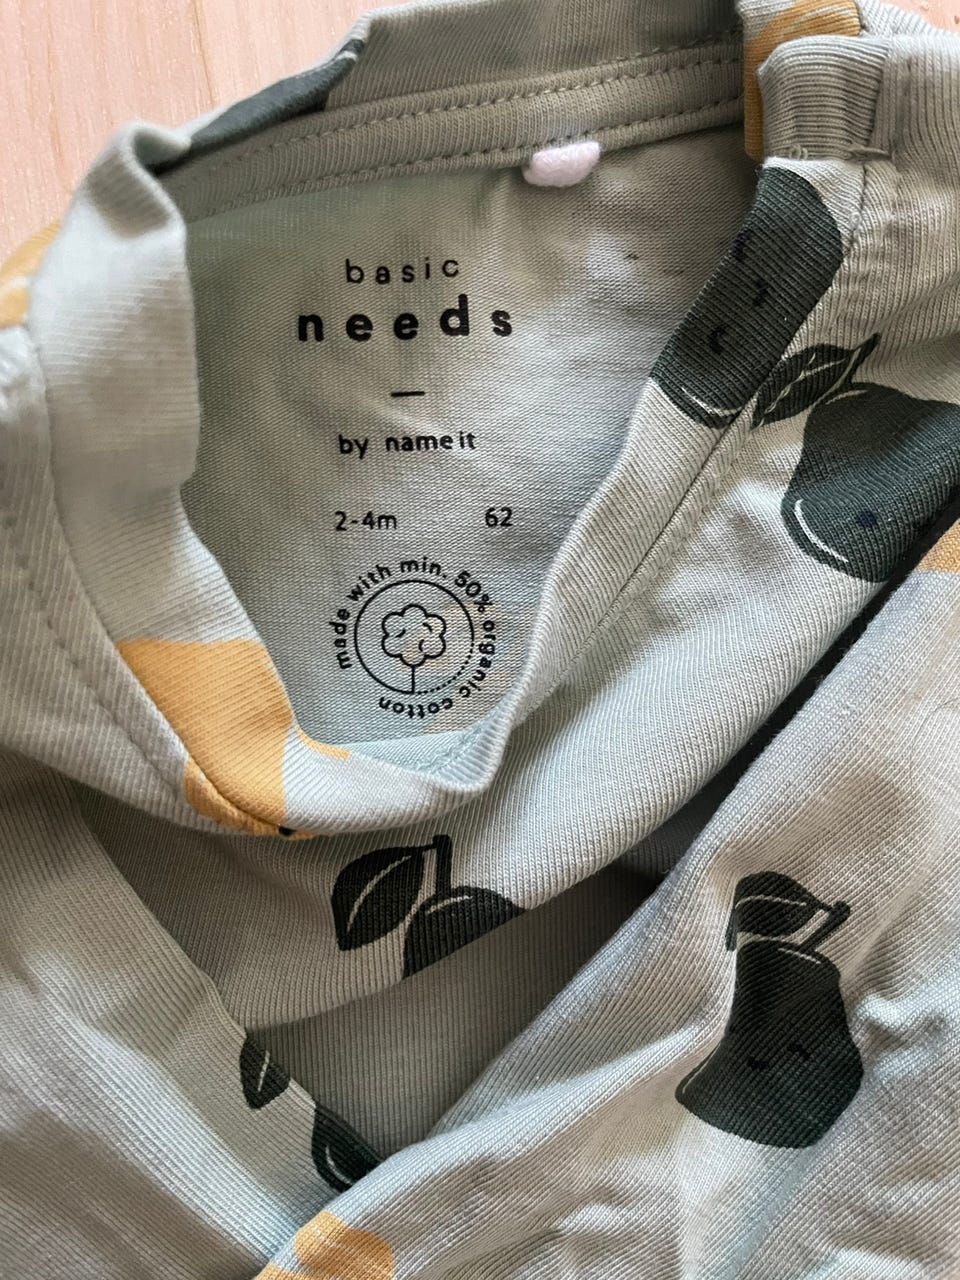 basic
needs
by name it
2-4m 62
made with min. 50% organic cotton